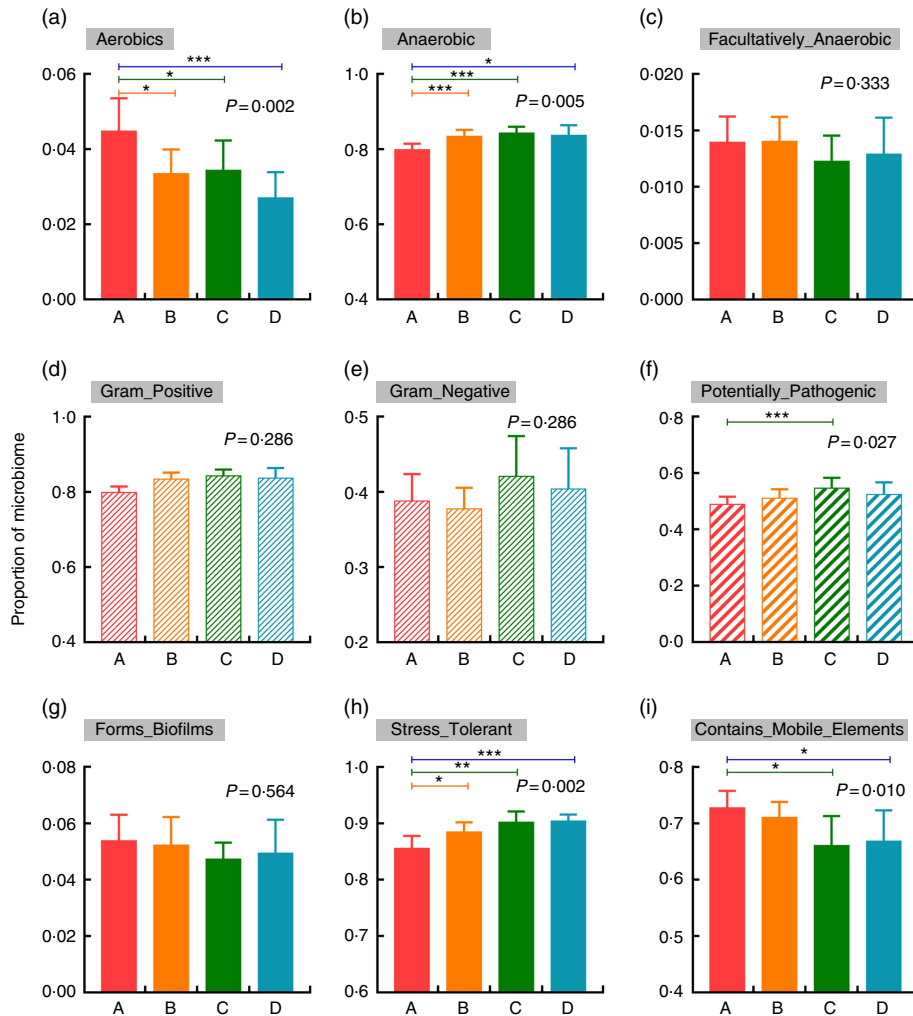 (a)
Aerobics
***
*
*
P=0·002
0·06
0·04
0·02
0·00
A B C D
(b)
Anaerobic
*
***
***
P=0·005
1·0
0·8
0·6
0·4
A B C D
(c)
Facultatively_Anaerobic
P=0·333
0·020
0·015
0·010
0·005
0·000
A B C D
Proportion of microbiome
(d)
Gram_Positive
P=0·286
1·0
0·8
0·6
0·4
A B C D
(e)
Gram_Negative
P=0·286
0·5
0·4
0·3
0·2
A B C D
(f)
Potentially_Pathogenic
***
P=0·027
0·8
0·6
0·4
0·2
0·0
A B C D
(g)
Forms_Biofilms
P=0·564
0·08
0·06
0·04
0·02
0·00
A B C D
(h)
Stress_Tolerant
***
**
*
P=0·002
1·0
0·9
0·8
0·7
0·6
A B C D
(i)
Contains_Mobile_Elements
*
*
P=0·010
0·8
0·7
0·6
0·5
0·4
A B C D